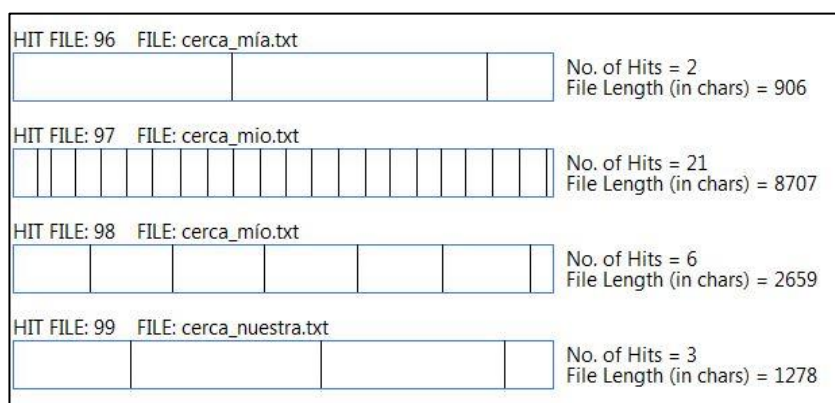 HIT FILE: 96 FILE: cerca_mía.txt
No. of Hits = 2
File Length (in chars) = 906
HIT FILE: 97 FILE: cerca_mio.txt
No. of Hits = 21
File Length (in chars) = 8707
HIT FILE: 98 FILE: cerca_mío.txt
No. of Hits = 6
File Length (in chars) = 2659
HIT FILE: 99 FILE: cerca_nuestra.txt
No. of Hits = 3
File Length (in chars) = 1278